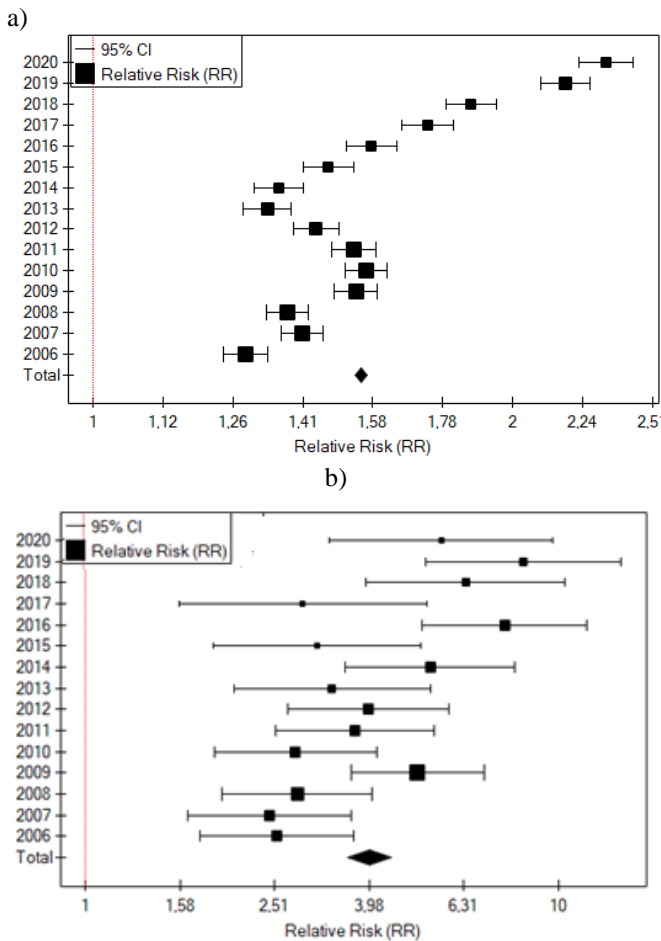 a)
95% CI
Relative Risk (RR)
2020
2019
2018
2017
2016
2015
2014
2013
2012
2011
2010
2009
2008
2007
2006
Total
1 1,12 1,26 1,41 1,58 1,78 2 2,24 2,51
Relative Risk (RR)
b)
95% CI
Relative Risk (RR)
2020
2019
2018
2017
2016
2015
2014
2013
2012
2011
2010
2009
2008
2007
2006
Total
1 1,58 2,51 3,98 6,31 10
Relative Risk (RR)